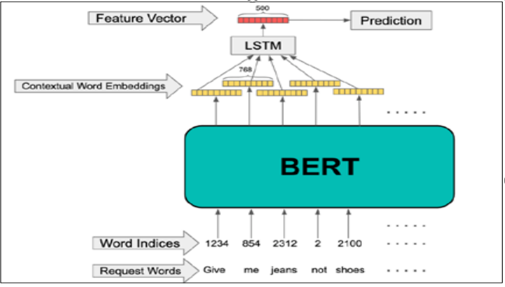 500
Feature Vector
Prediction
LSTM
768
Contextual Word Embeddings
BERT
Word Indices 1234 854 2312 2 2100
Request Words Give me jeans not shoes